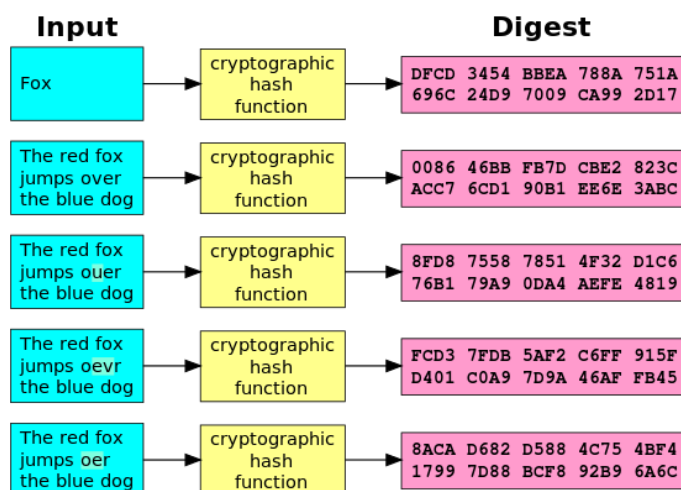 Input
Digest
Fox
cryptographic
hash
function
DFCD 3454 BBEA 788A 751A
696C 24D9 7009 CA99 2D17
The red fox
jumps over
the blue dog
cryptographic
hash
function
0086 46BB FB7D CBE2 823C
ACC7 6CD1 90B1 EE6E 3ABC
The red fox
jumps ouer
the blue dog
cryptographic
hash
function
8FD8 7558 7851 4F32 D1C6
76B1 79A9 0DA4 AEFE 4819
The red fox
jumps oevr
the blue dog
cryptographic
hash
function
FCD3 7FDB 5AF2 C6FF 915F
D401 C0A9 7D9A 46AF FB45
The red fox
jumps oer
the blue dog
cryptographic
hash
function
8ACA D682 D588 4C75 4BF4
1799 7D88 BCF8 92B9 6A6C